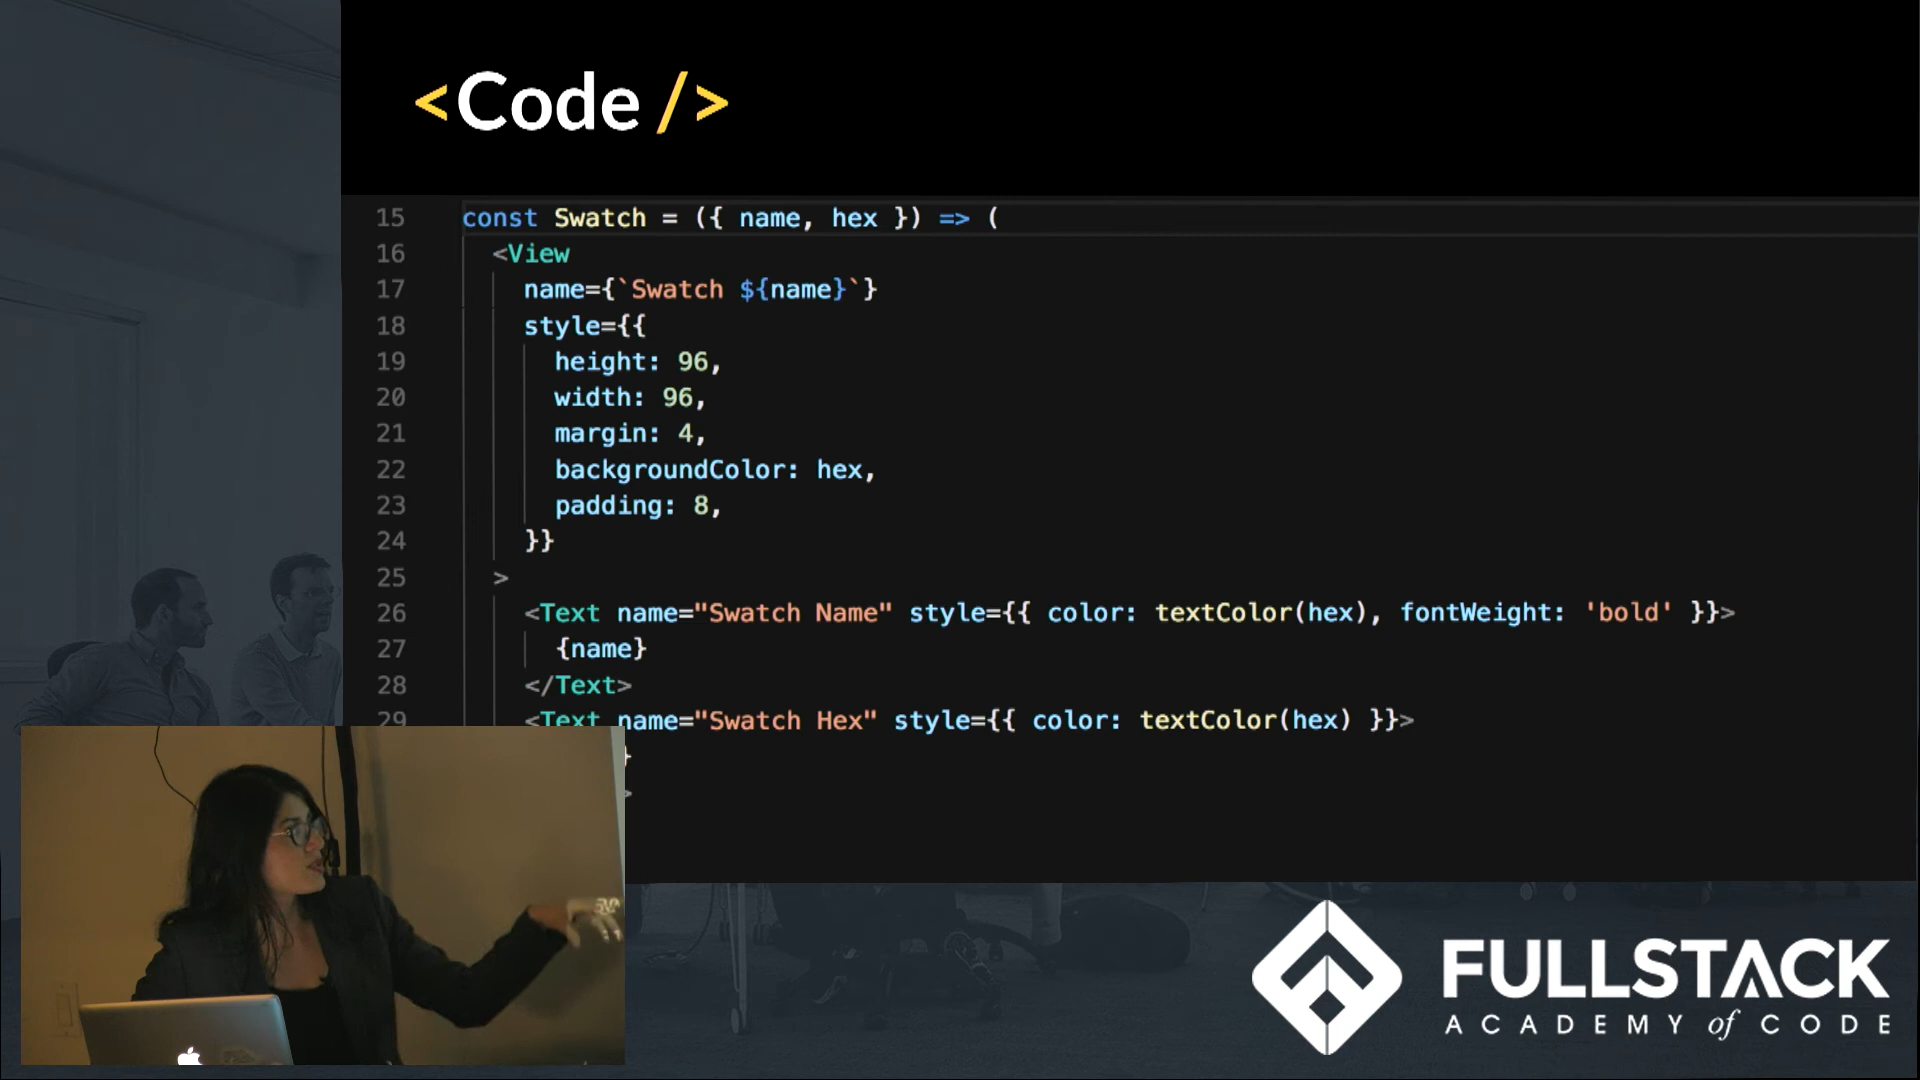 <Code />
15 const Swatch = ({ name, hex }) => (
16 <View
17 name={`Swatch ${name}`}
18 style={{
19 height: 96,
20 width: 96,
21 margin: 4,
22 backgroundColor: hex,
23 padding: 8,
24 }}
25 >
26 <Text name="Swatch Name" style={{ color: textColor(hex), fontWeight: 'bold' }}>
27 {name}
28 </Text>
29 <Text name="Swatch Hex" style={{ color: textColor(hex) }}>
}
>
FULLSTACK
ACADEMY of CODE